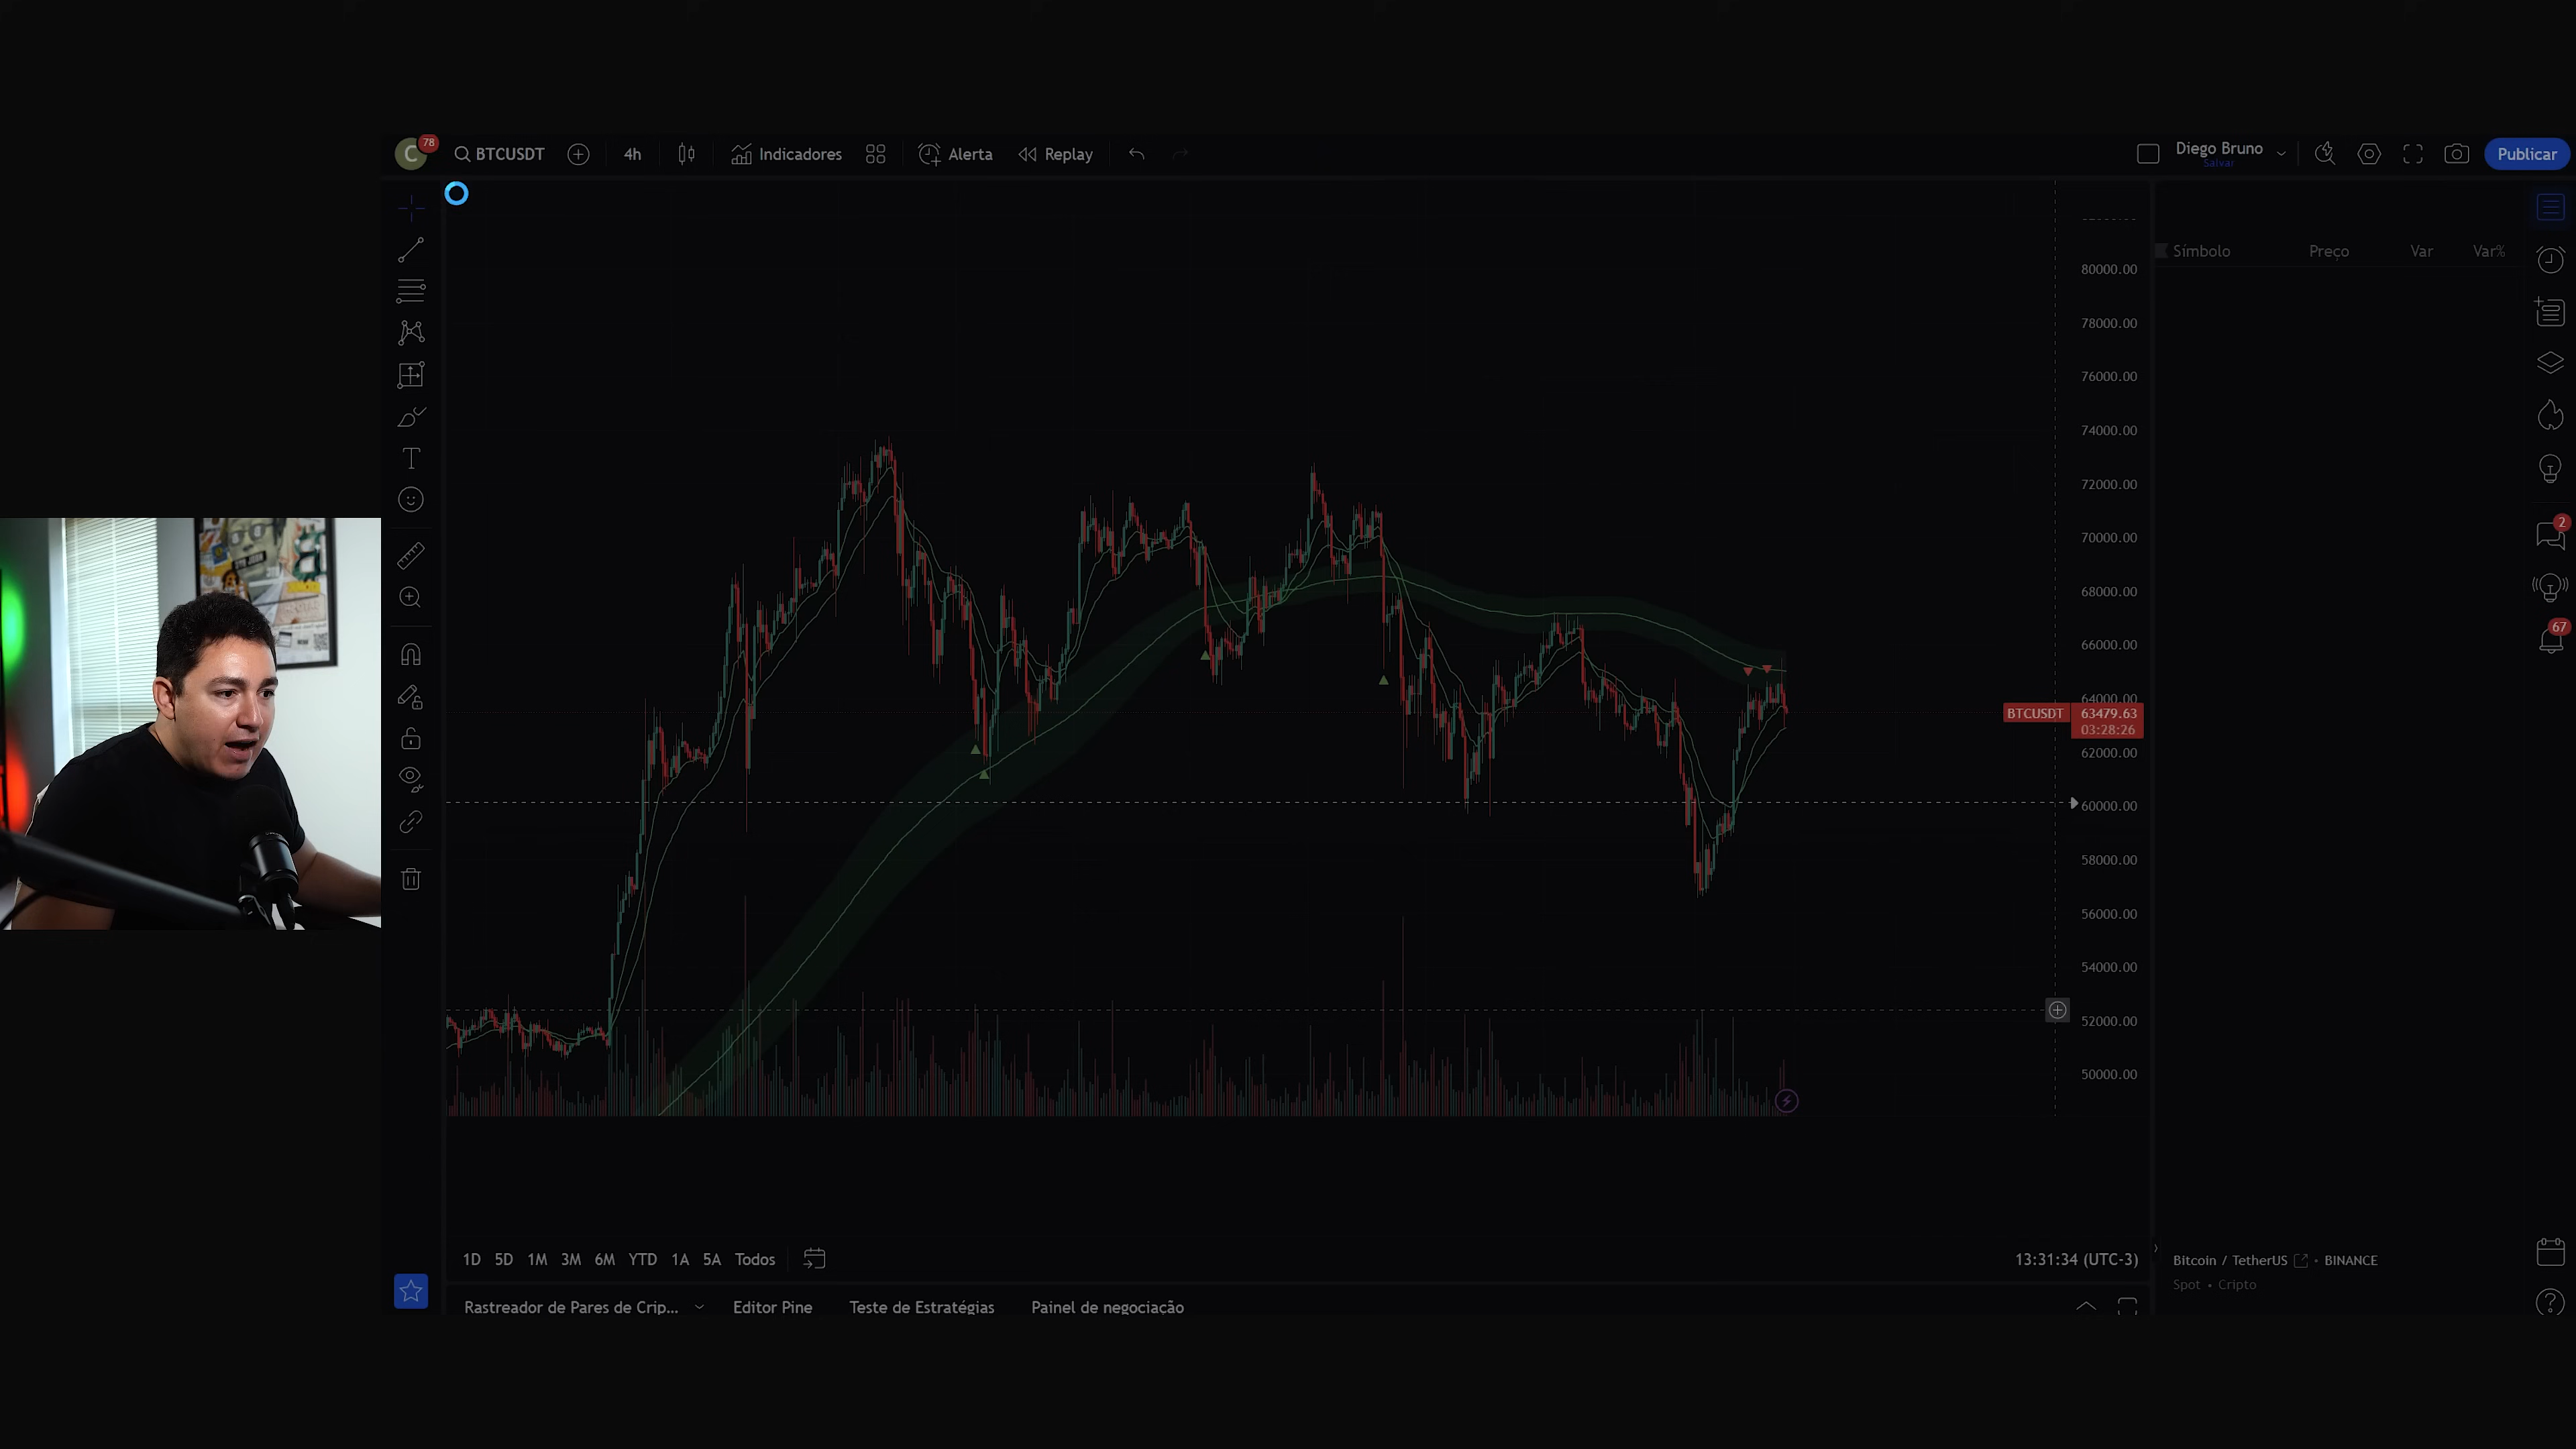 C
78
BTCUSDT
4h
Indicadores
Alerta
Replay
Diego Bruno
Salvar
Publicar
Símbolo Preço Var Var%
80000.00
78000.00
76000.00
74000.00
72000.00
70000.00
68000.00
66000.00
64000.00
BTCUSDT 63479.63
03:28:26
62000.00
60000.00
58000.00
56000.00
54000.00
52000.00
50000.00
2
67
1D 5D 1M 3M 6M YTD 1A 5A Todos
13:31:34 (UTC-3)
Bitcoin / TetherUS • BINANCE
Spot • Cripto
Rastreador de Pares de Crip... Editor Pine Teste de Estratégias Painel de negociação